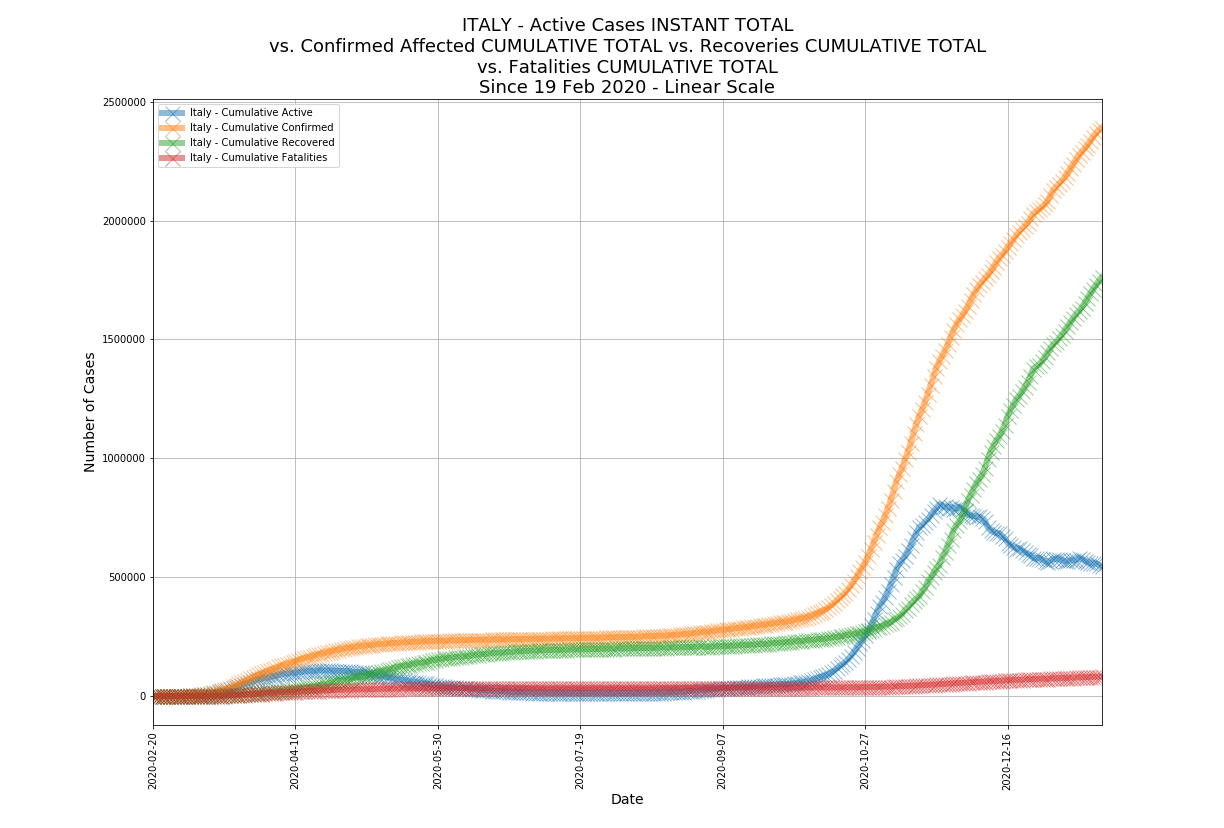 ITALY - Active Cases INSTANT TOTAL
vs. Confirmed Affected CUMULATIVE TOTAL vs. Recoveries CUMULATIVE TOTAL
vs. Fatalities CUMULATIVE TOTAL
Since 19 Feb 2020 - Linear Scale
Italy - Cumulative Active
Italy - Cumulative Confirmed
Italy - Cumulative Recovered
Italy - Cumulative Fatalities
Number of Cases
2500000
2000000
1500000
1000000
500000
0
2020-02-20
2020-04-10
2020-05-30
2020-07-19
2020-09-07
2020-10-27
2020-12-16
Date